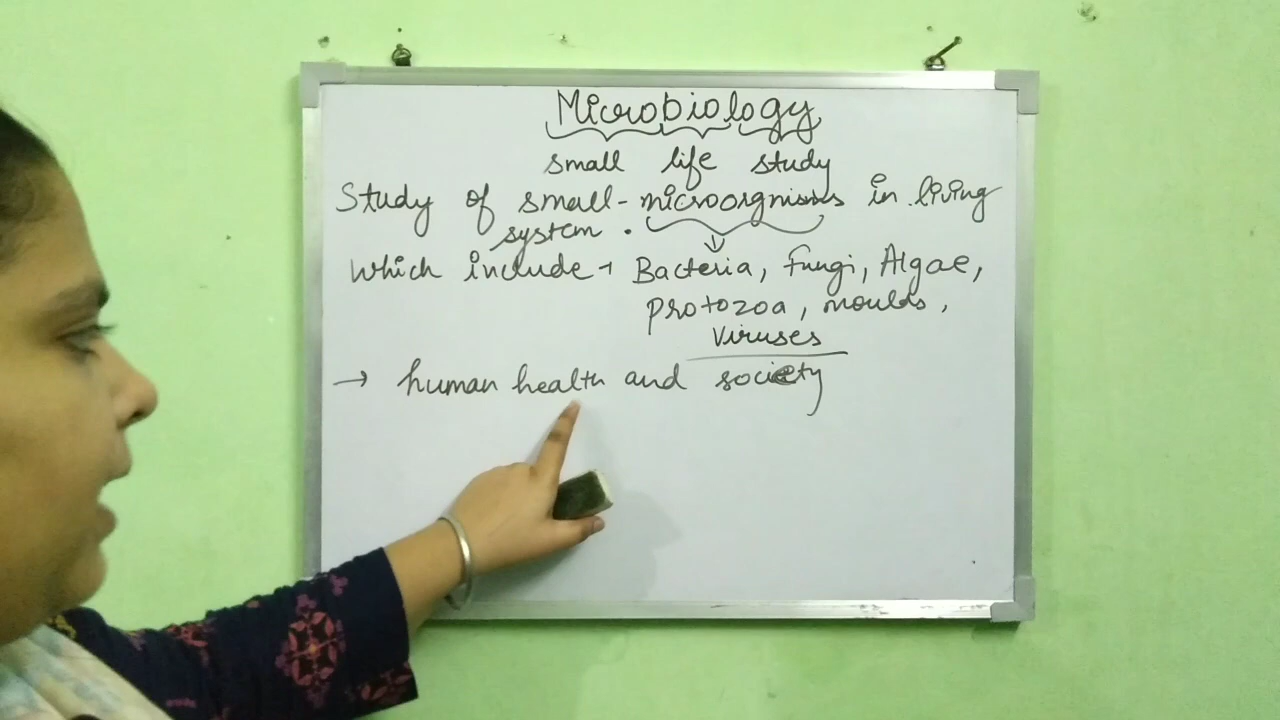 Microbiology
small life study
Study of small - microorgnisms in living
system.
Which include → Bacteria, fungi, Algae,
protozoa, moulds,
Viruses
→ human health and society